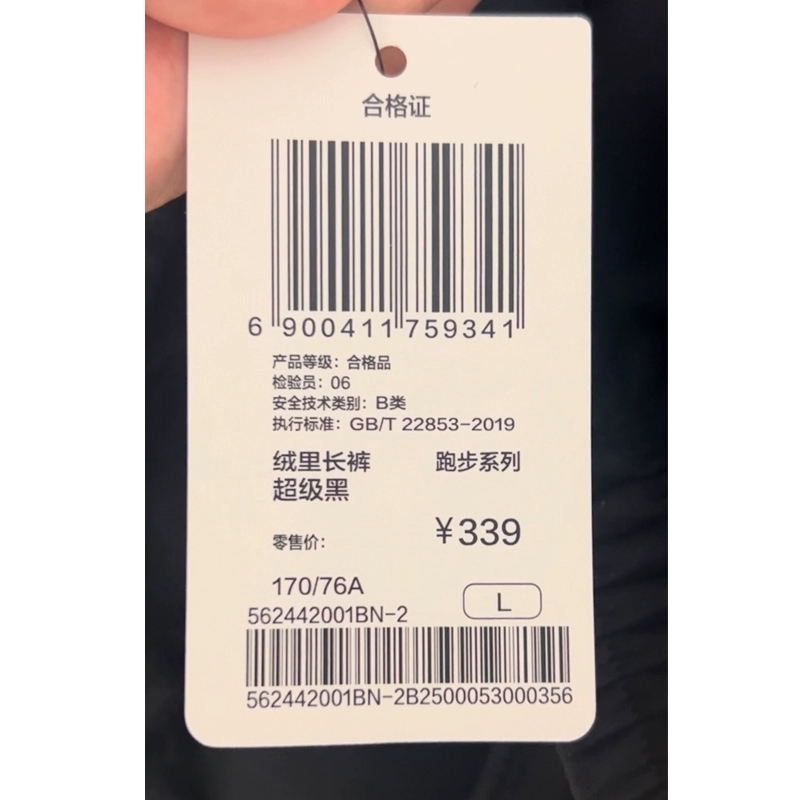 合格证
6 900411 759341
产品等级：合格品
检验员：06
安全技术类别：B类
执行标准：GB/T 22853-2019
绒里长裤 跑步系列
超级黑
零售价： ¥339
170/76A
562442001BN-2 L
562442001BN-2B2500053000356